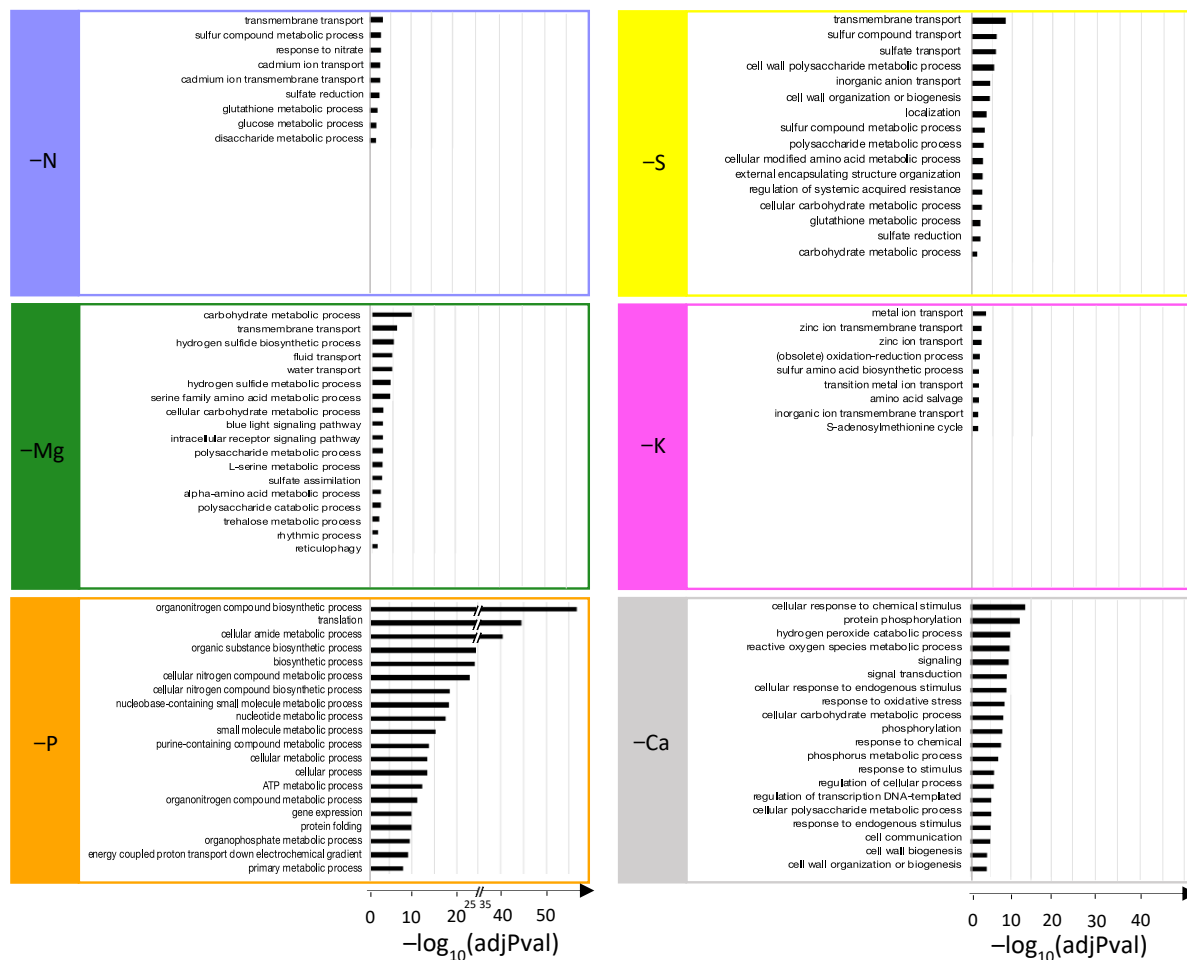 –N
transmembrane transport
sulfur compound metabolic process
response to nitrate
cadmium ion transport
cadmium ion transmembrane transport
sulfate reduction
glutathione metabolic process
glucose metabolic process
disaccharide metabolic process
–S
transmembrane transport
sulfur compound transport
sulfate transport
cell wall polysaccharide metabolic process
inorganic anion transport
cell wall organization or biogenesis
localization
sulfur compound metabolic process
polysaccharide metabolic process
cellular modified amino acid metabolic process
external encapsulating structure organization
regulation of systemic acquired resistance
cellular carbohydrate metabolic process
glutathione metabolic process
sulfate reduction
carbohydrate metabolic process
–Mg
carbohydrate metabolic process
transmembrane transport
hydrogen sulfide biosynthetic process
fluid transport
water transport
hydrogen sulfide metabolic process
serine family amino acid metabolic process
cellular carbohydrate metabolic process
blue light signaling pathway
intracellular receptor signaling pathway
polysaccharide metabolic process
L-serine metabolic process
sulfate assimilation
alpha-amino acid metabolic process
polysaccharide catabolic process
trehalose metabolic process
rhythmic process
reticulophagy
–K
metal ion transport
zinc ion transmembrane transport
zinc ion transport
(obsolete) oxidation-reduction process
sulfur amino acid biosynthetic process
transition metal ion transport
amino acid salvage
inorganic ion transmembrane transport
S-adenosylmethionine cycle
–P
organonitrogen compound biosynthetic process
translation
cellular amide metabolic process
organic substance biosynthetic process
biosynthetic process
cellular nitrogen compound metabolic process
cellular nitrogen compound biosynthetic process
nucleobase-containing small molecule metabolic process
nucleotide metabolic process
small molecule metabolic process
purine-containing compound metabolic process
cellular metabolic process
cellular process
ATP metabolic process
organonitrogen compound metabolic process
gene expression
protein folding
organophosphate metabolic process
energy coupled proton transport down electrochemical gradient
primary metabolic process
0 10 20 25 35 40 50
–log10(adjPval)
–Ca
cellular response to chemical stimulus
protein phosphorylation
hydrogen peroxide catabolic process
reactive oxygen species metabolic process
signaling
signal transduction
cellular response to endogenous stimulus
response to oxidative stress
cellular carbohydrate metabolic process
phosphorylation
response to chemical
phosphorus metabolic process
response to stimulus
regulation of cellular process
regulation of transcription DNA-templated
cellular polysaccharide metabolic process
response to endogenous stimulus
cell communication
cell wall biogenesis
cell wall organization or biogenesis
0 10 20 30 40
–log10(adjPval)